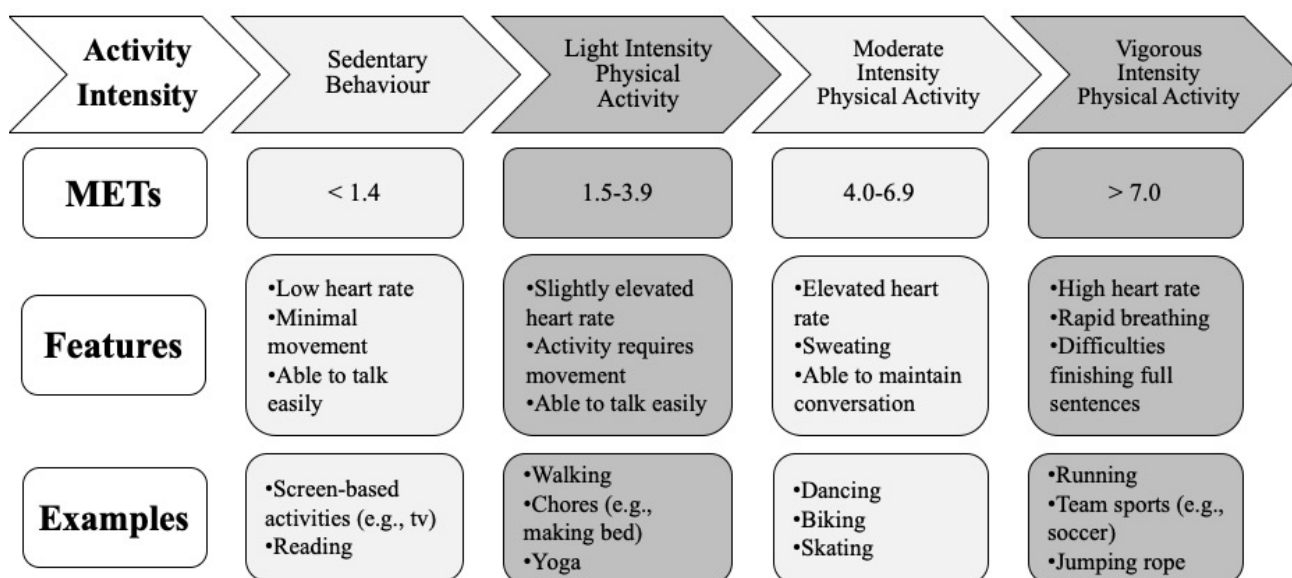 Activity
Intensity
Sedentary
Behaviour
Light Intensity
Physical
Activity
Moderate
Intensity
Physical Activity
Vigorous
Intensity
Physical Activity
METs
< 1.4
1.5-3.9
4.0-6.9
> 7.0
Features
•Low heart rate
•Minimal
movement
•Able to talk
easily
•Slightly elevated
heart rate
•Activity requires
movement
•Able to talk easily
•Elevated heart
rate
•Sweating
•Able to maintain
conversation
•High heart rate
•Rapid breathing
•Difficulties
finishing full
sentences
Examples
•Screen-based
activities (e.g., tv)
•Reading
•Walking
•Chores (e.g.,
making bed)
•Yoga
•Dancing
•Biking
•Skating
•Running
•Team sports (e.g.,
soccer)
•Jumping rope